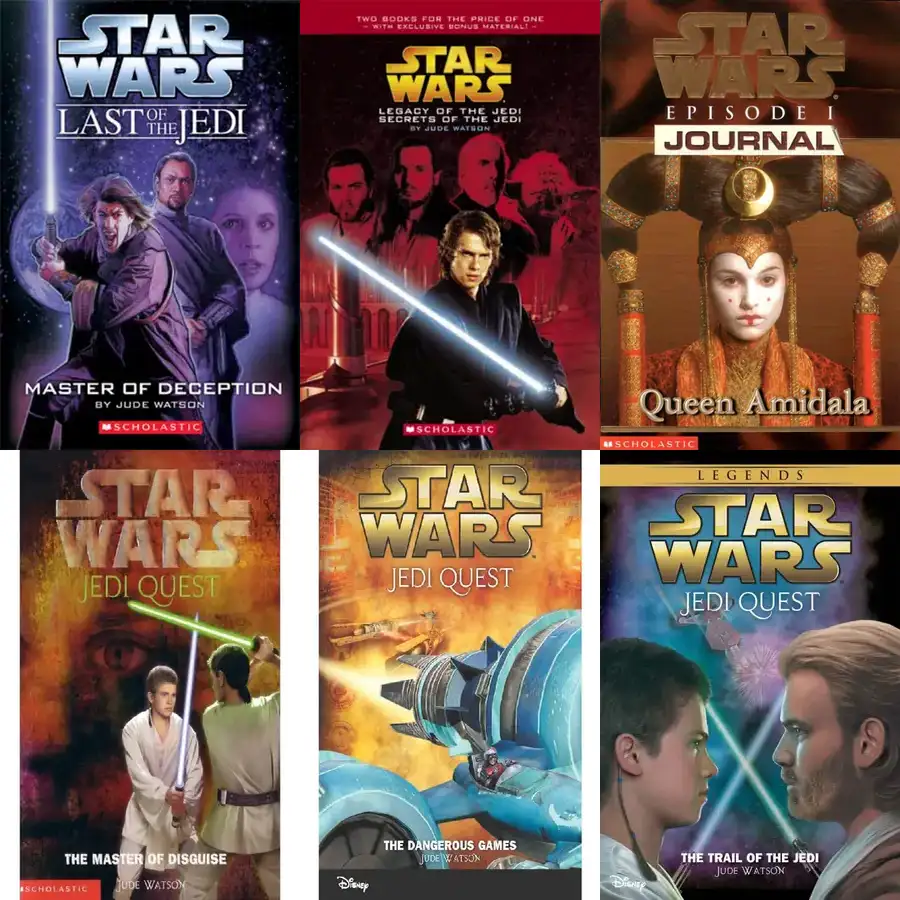 STAR
WARS
LAST OF THE JEDI
MASTER OF DECEPTION
BY JUDE WATSON
SCHOLASTIC
TWO BOOKS FOR THE PRICE OF ONE
– WITH EXCLUSIVE BONUS MATERIAL! –
STAR
WARS
LEGACY OF THE JEDI
SECRETS OF THE JEDI
BY JUDE WATSON
SCHOLASTIC
STAR
WARS
EPISODE I
JOURNAL
Queen Amidala
SCHOLASTIC
STAR
WARS
JEDI QUEST
THE MASTER OF DISGUISE
JUDE WATSON
SCHOLASTIC
STAR
WARS
JEDI QUEST
THE DANGEROUS GAMES
JUDE WATSON
Disney
LEGENDS
STAR
WARS
JEDI QUEST
THE TRAIL OF THE JEDI
JUDE WATSON
Disney